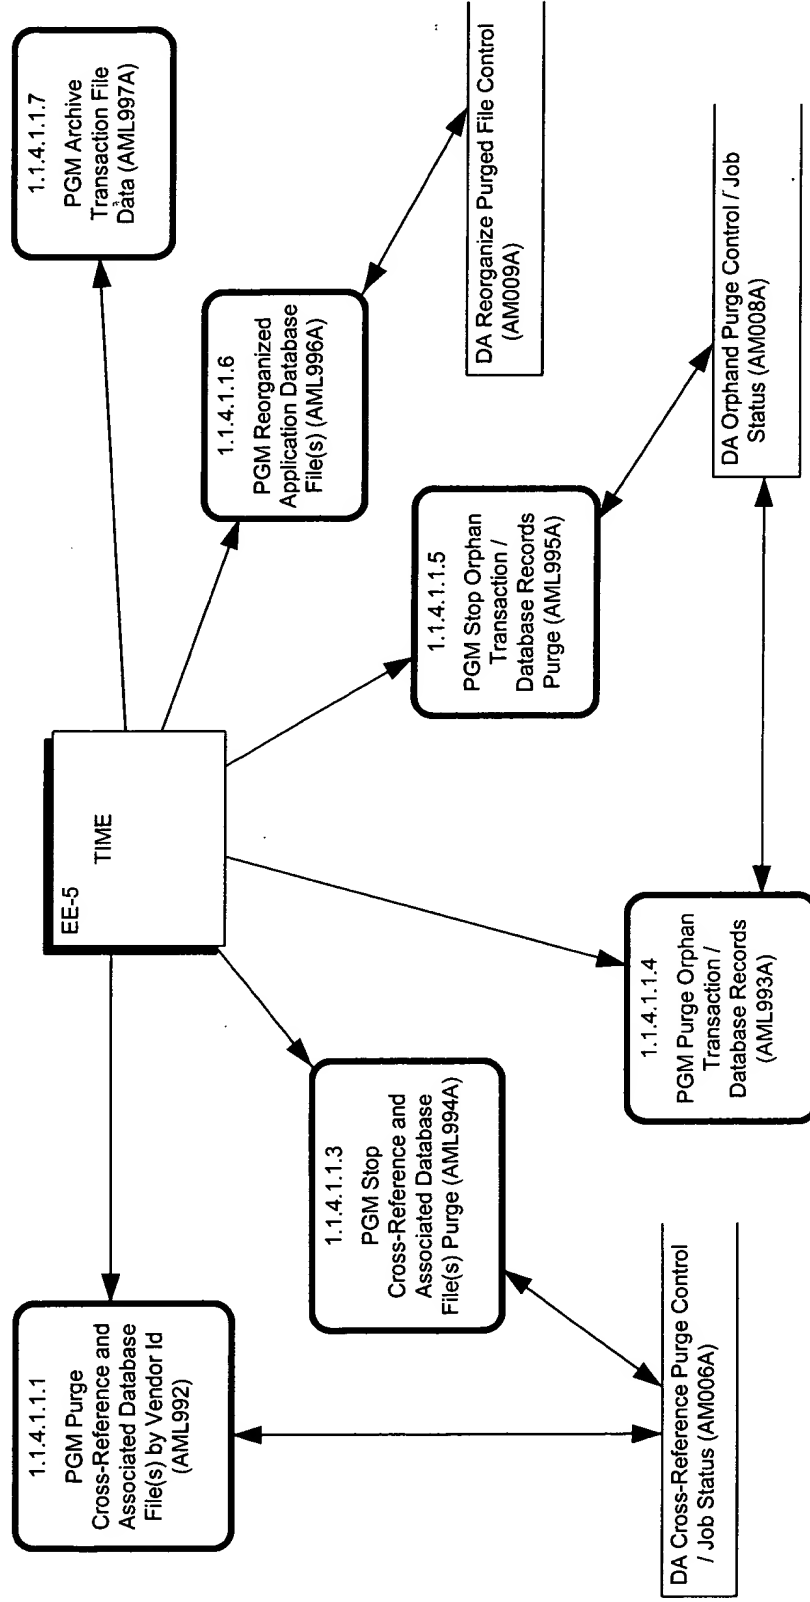 1.1.4.1.1.1
PGM Purge
Cross-Reference and
Associated Database
File(s) by Vendor Id
(AML992)
EE-5
TIME
1.1.4.1.1.7
PGM Archive
Transaction File
Data (AML997A)
1.1.4.1.1.3
PGM Stop
Cross-Reference and
Associated Database
File(s) Purge (AML994A)
1.1.4.1.1.6
PGM Reorganized
Application Database
File(s) (AML996A)
1.1.4.1.1.5
PGM Stop Orphan
Transaction /
Database Records
Purge (AML995A)
DA Reorganize Purged File Control
(AM009A)
1.1.4.1.1.4
PGM Purge Orphan
Transaction /
Database Records
(AML993A)
DA Cross-Reference Purge Control
/ Job Status (AM006A)
DA Orphand Purge Control / Job
Status (AM008A)